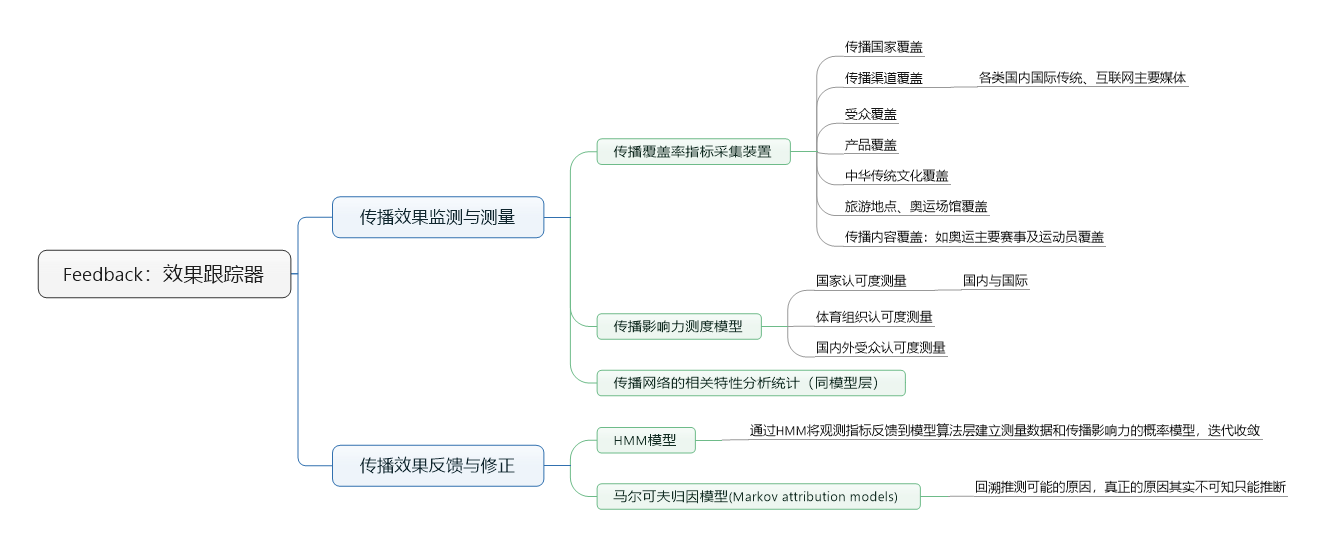 Feedback：效果跟踪器
传播效果监测与测量
传播覆盖率指标采集装置
传播国家覆盖
传播渠道覆盖
各类国内国际传统、互联网主要媒体
受众覆盖
产品覆盖
中华传统文化覆盖
旅游地点、奥运场馆覆盖
传播内容覆盖：如奥运主要赛事及运动员覆盖
传播影响力测度模型
国家认可度测量
国内与国际
体育组织认可度测量
国内外受众认可度测量
传播网络的相关特性分析统计（同模型层）
传播效果反馈与修正
HMM模型
通过HMM将观测指标反馈到模型算法层建立测量数据和传播影响力的概率模型，迭代收敛
马尔可夫归因模型(Markov attribution models)
回溯推测可能的原因，真正的原因其实不可知只能推断